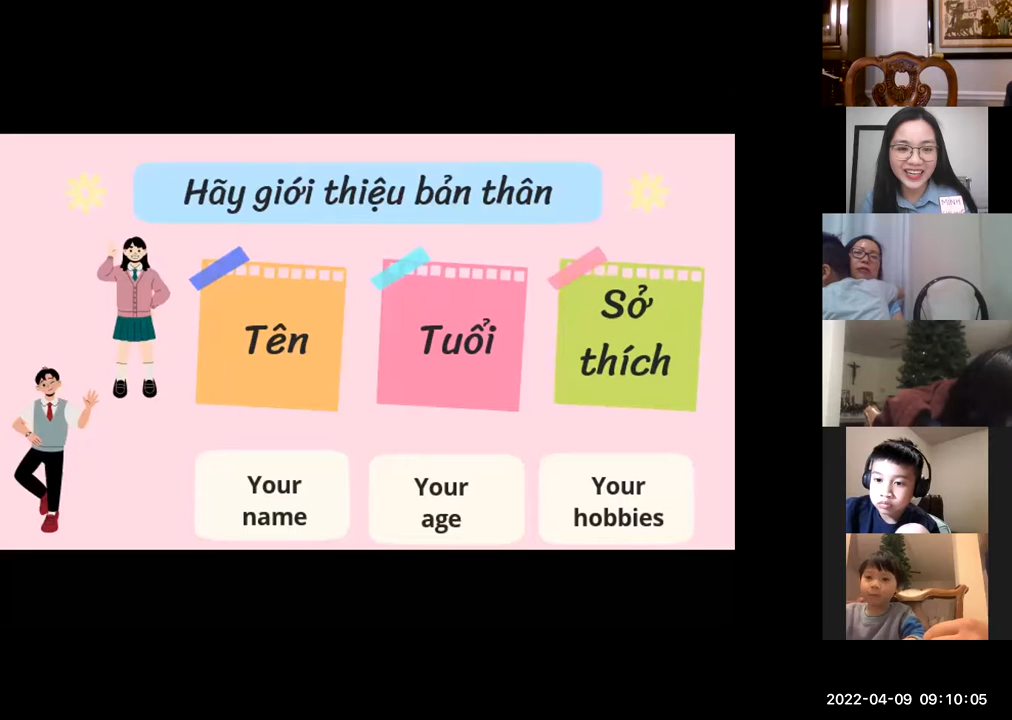 Hãy giới thiệu bản thân
Tên
Tuổi
Sở
thích
Your
name
Your
age
Your
hobbies
MINH
2022-04-09 09:10:05